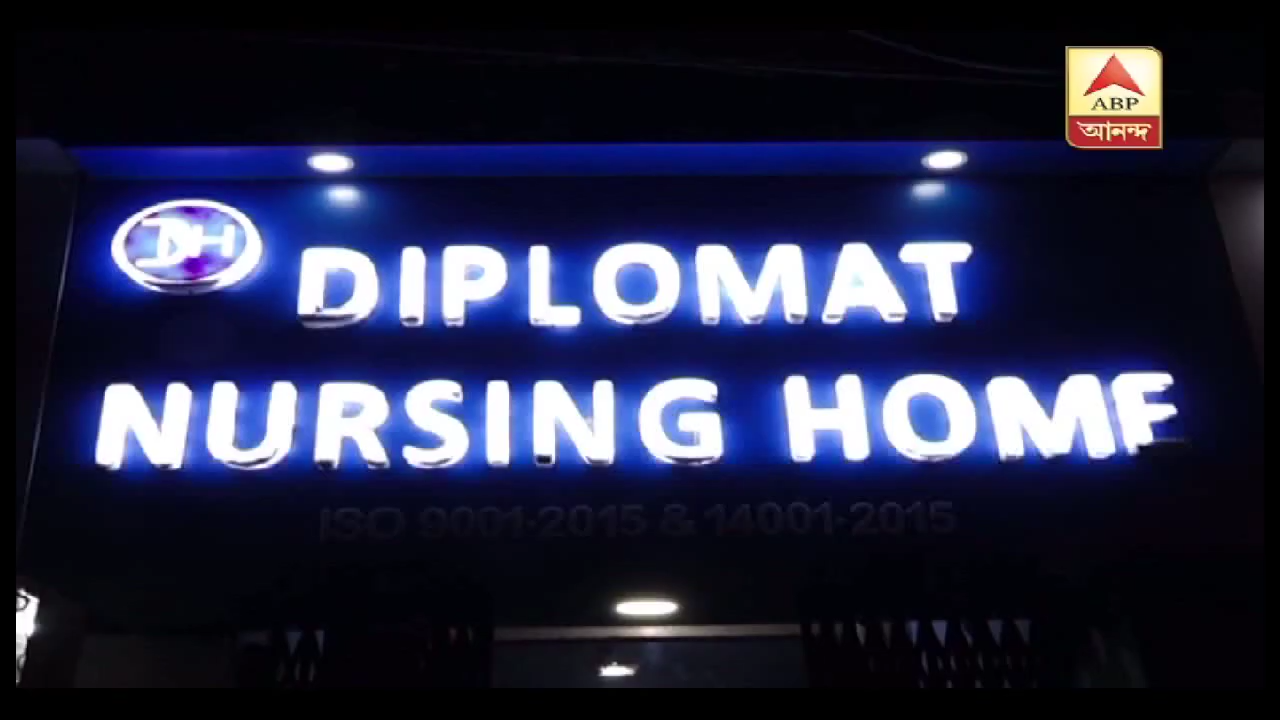 ABP
আনন্দ
DH
DIPLOMAT
NURSING HOME
ISO 9001-2015 & 14001-2015